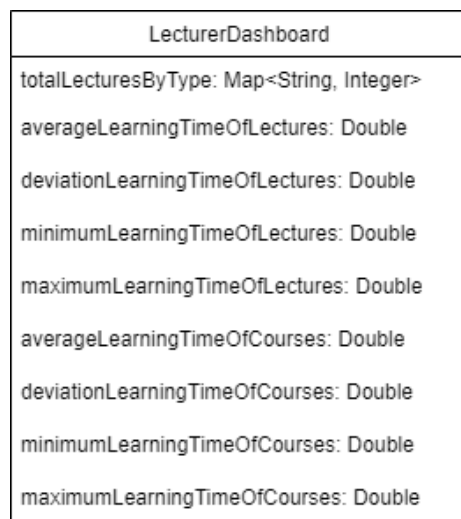 LecturerDashboard
totalLecturesByType: Map<String, Integer>
averageLearningTimeOfLectures: Double
deviationLearningTimeOfLectures: Double
minimumLearningTimeOfLectures: Double
maximumLearningTimeOfLectures: Double
averageLearningTimeOfCourses: Double
deviationLearningTimeOfCourses: Double
minimumLearningTimeOfCourses: Double
maximumLearningTimeOfCourses: Double